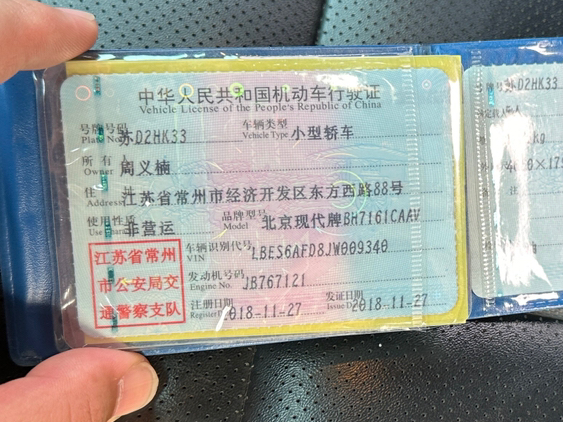 中华人民共和国机动车行驶证
Vehicle License of the People's Republic of China
号牌号码 苏D2HK33 车辆类型 小型轿车
Plate No. Vehicle Type
所有人 周义楠
Owner
住址 江苏省常州市经济开发区东方西路88号
Address
使用性质 非营运 品牌型号 北京现代牌BH7161CAAV
Use Model
江苏省常州
市公安局交
通警察支队
车辆识别代号 LBES6AFD8JW009340
VIN
发动机号码 JB767121
Engine No.
注册日期 2018-11-27 发证日期 2018-11-27
Register Issue
号牌号 苏D2HK33